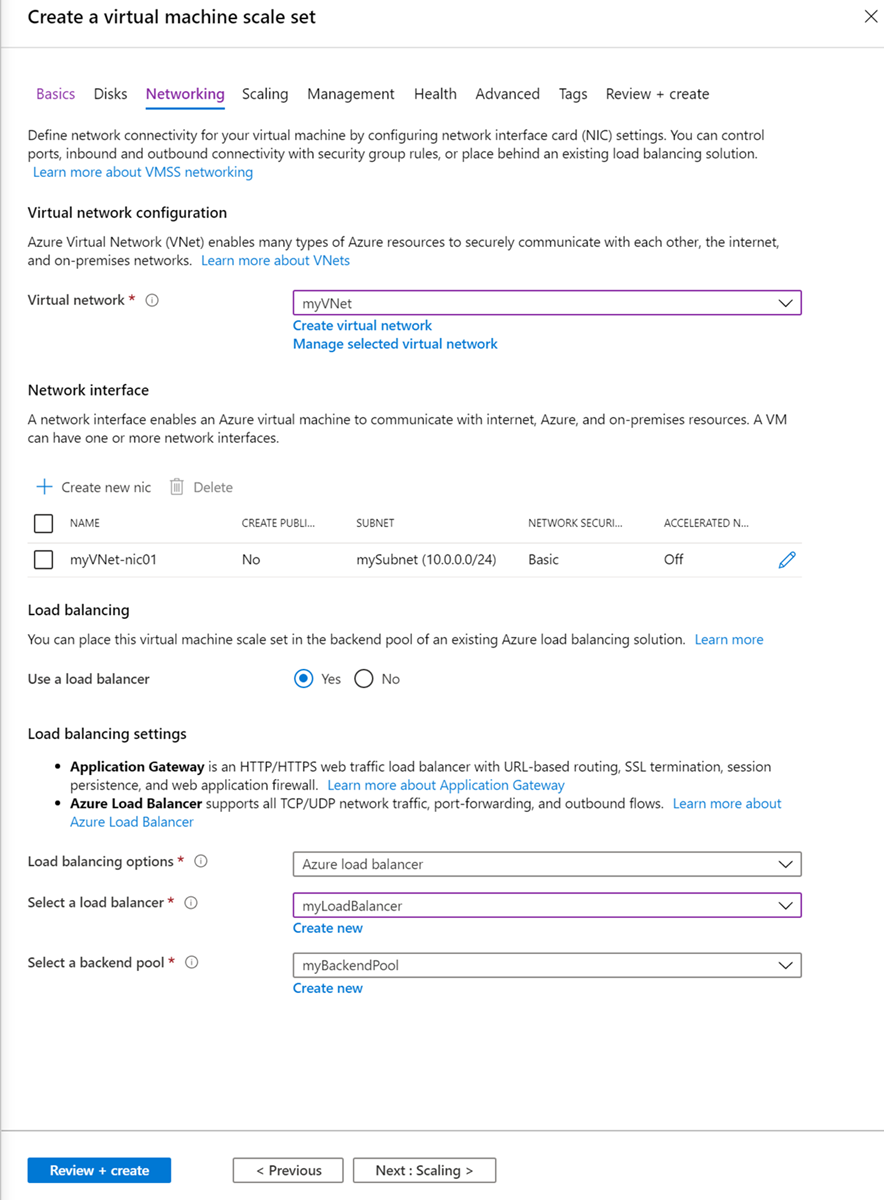 Create a virtual machine scale set
Basics Disks Networking Scaling Management Health Advanced Tags Review + create
Define network connectivity for your virtual machine by configuring network interface card (NIC) settings. You can control
ports, inbound and outbound connectivity with security group rules, or place behind an existing load balancing solution.
Learn more about VMSS networking
Virtual network configuration
Azure Virtual Network (VNet) enables many types of Azure resources to securely communicate with each other, the internet,
and on-premises networks. Learn more about VNets
Virtual network * myVNet
Create virtual network
Manage selected virtual network
Network interface
A network interface enables an Azure virtual machine to communicate with internet, Azure, and on-premises resources. A VM
can have one or more network interfaces.
Create new nic Delete
NAME CREATE PUBLI... SUBNET NETWORK SECURI... ACCELERATED N...
myVNet-nic01 No mySubnet (10.0.0.0/24) Basic Off
Load balancing
You can place this virtual machine scale set in the backend pool of an existing Azure load balancing solution. Learn more
Use a load balancer Yes No
Load balancing settings
• Application Gateway is an HTTP/HTTPS web traffic load balancer with URL-based routing, SSL termination, session
persistence, and web application firewall. Learn more about Application Gateway
• Azure Load Balancer supports all TCP/UDP network traffic, port-forwarding, and outbound flows. Learn more about
Azure Load Balancer
Load balancing options * Azure load balancer
Select a load balancer * myLoadBalancer
Create new
Select a backend pool * myBackendPool
Create new
Review + create < Previous Next : Scaling >